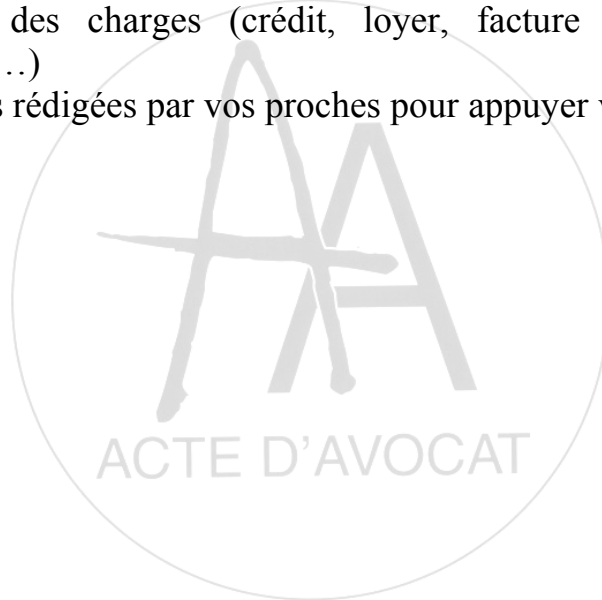 des charges (crédit, loyer, facture
…)
s rédigées par vos proches pour appuyer v
ACTE D'AVOCAT